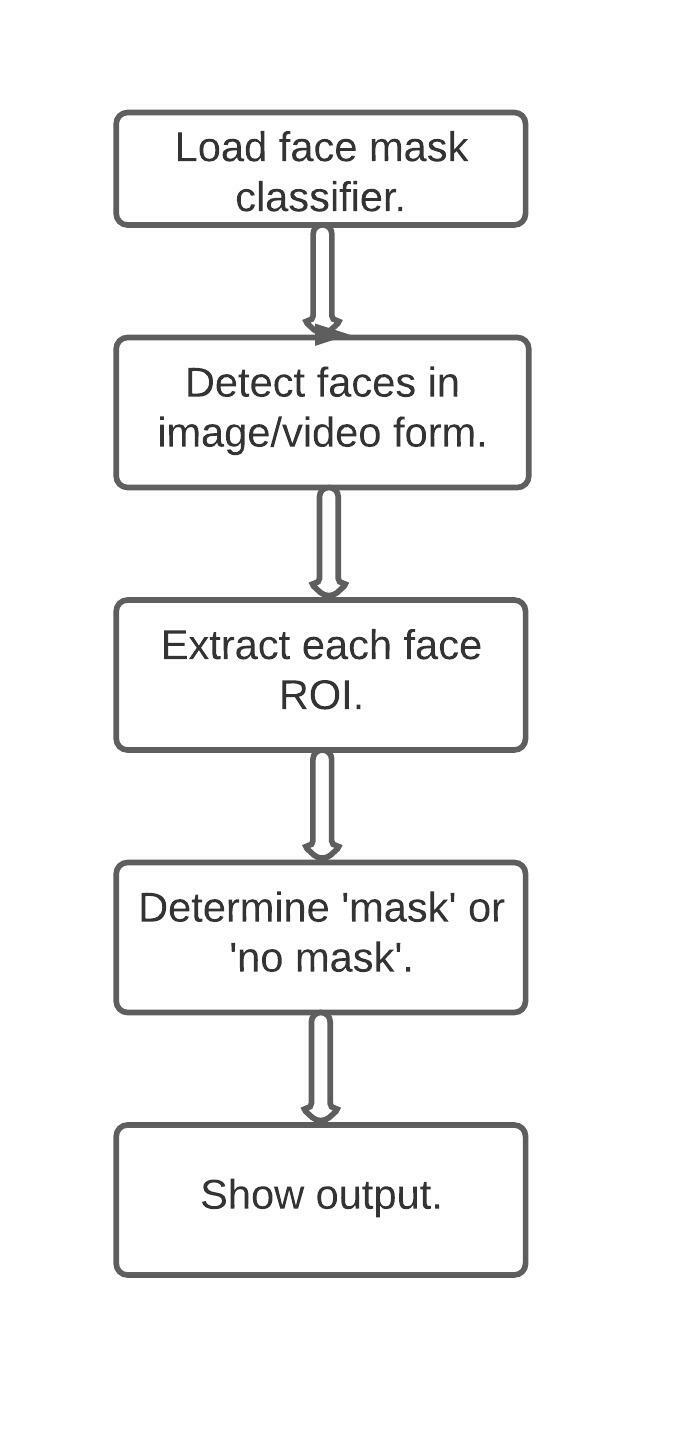 Load face mask
classifier.
Detect faces in
image/video form.
Extract each face
ROI.
Determine 'mask' or
'no mask'.
Show output.